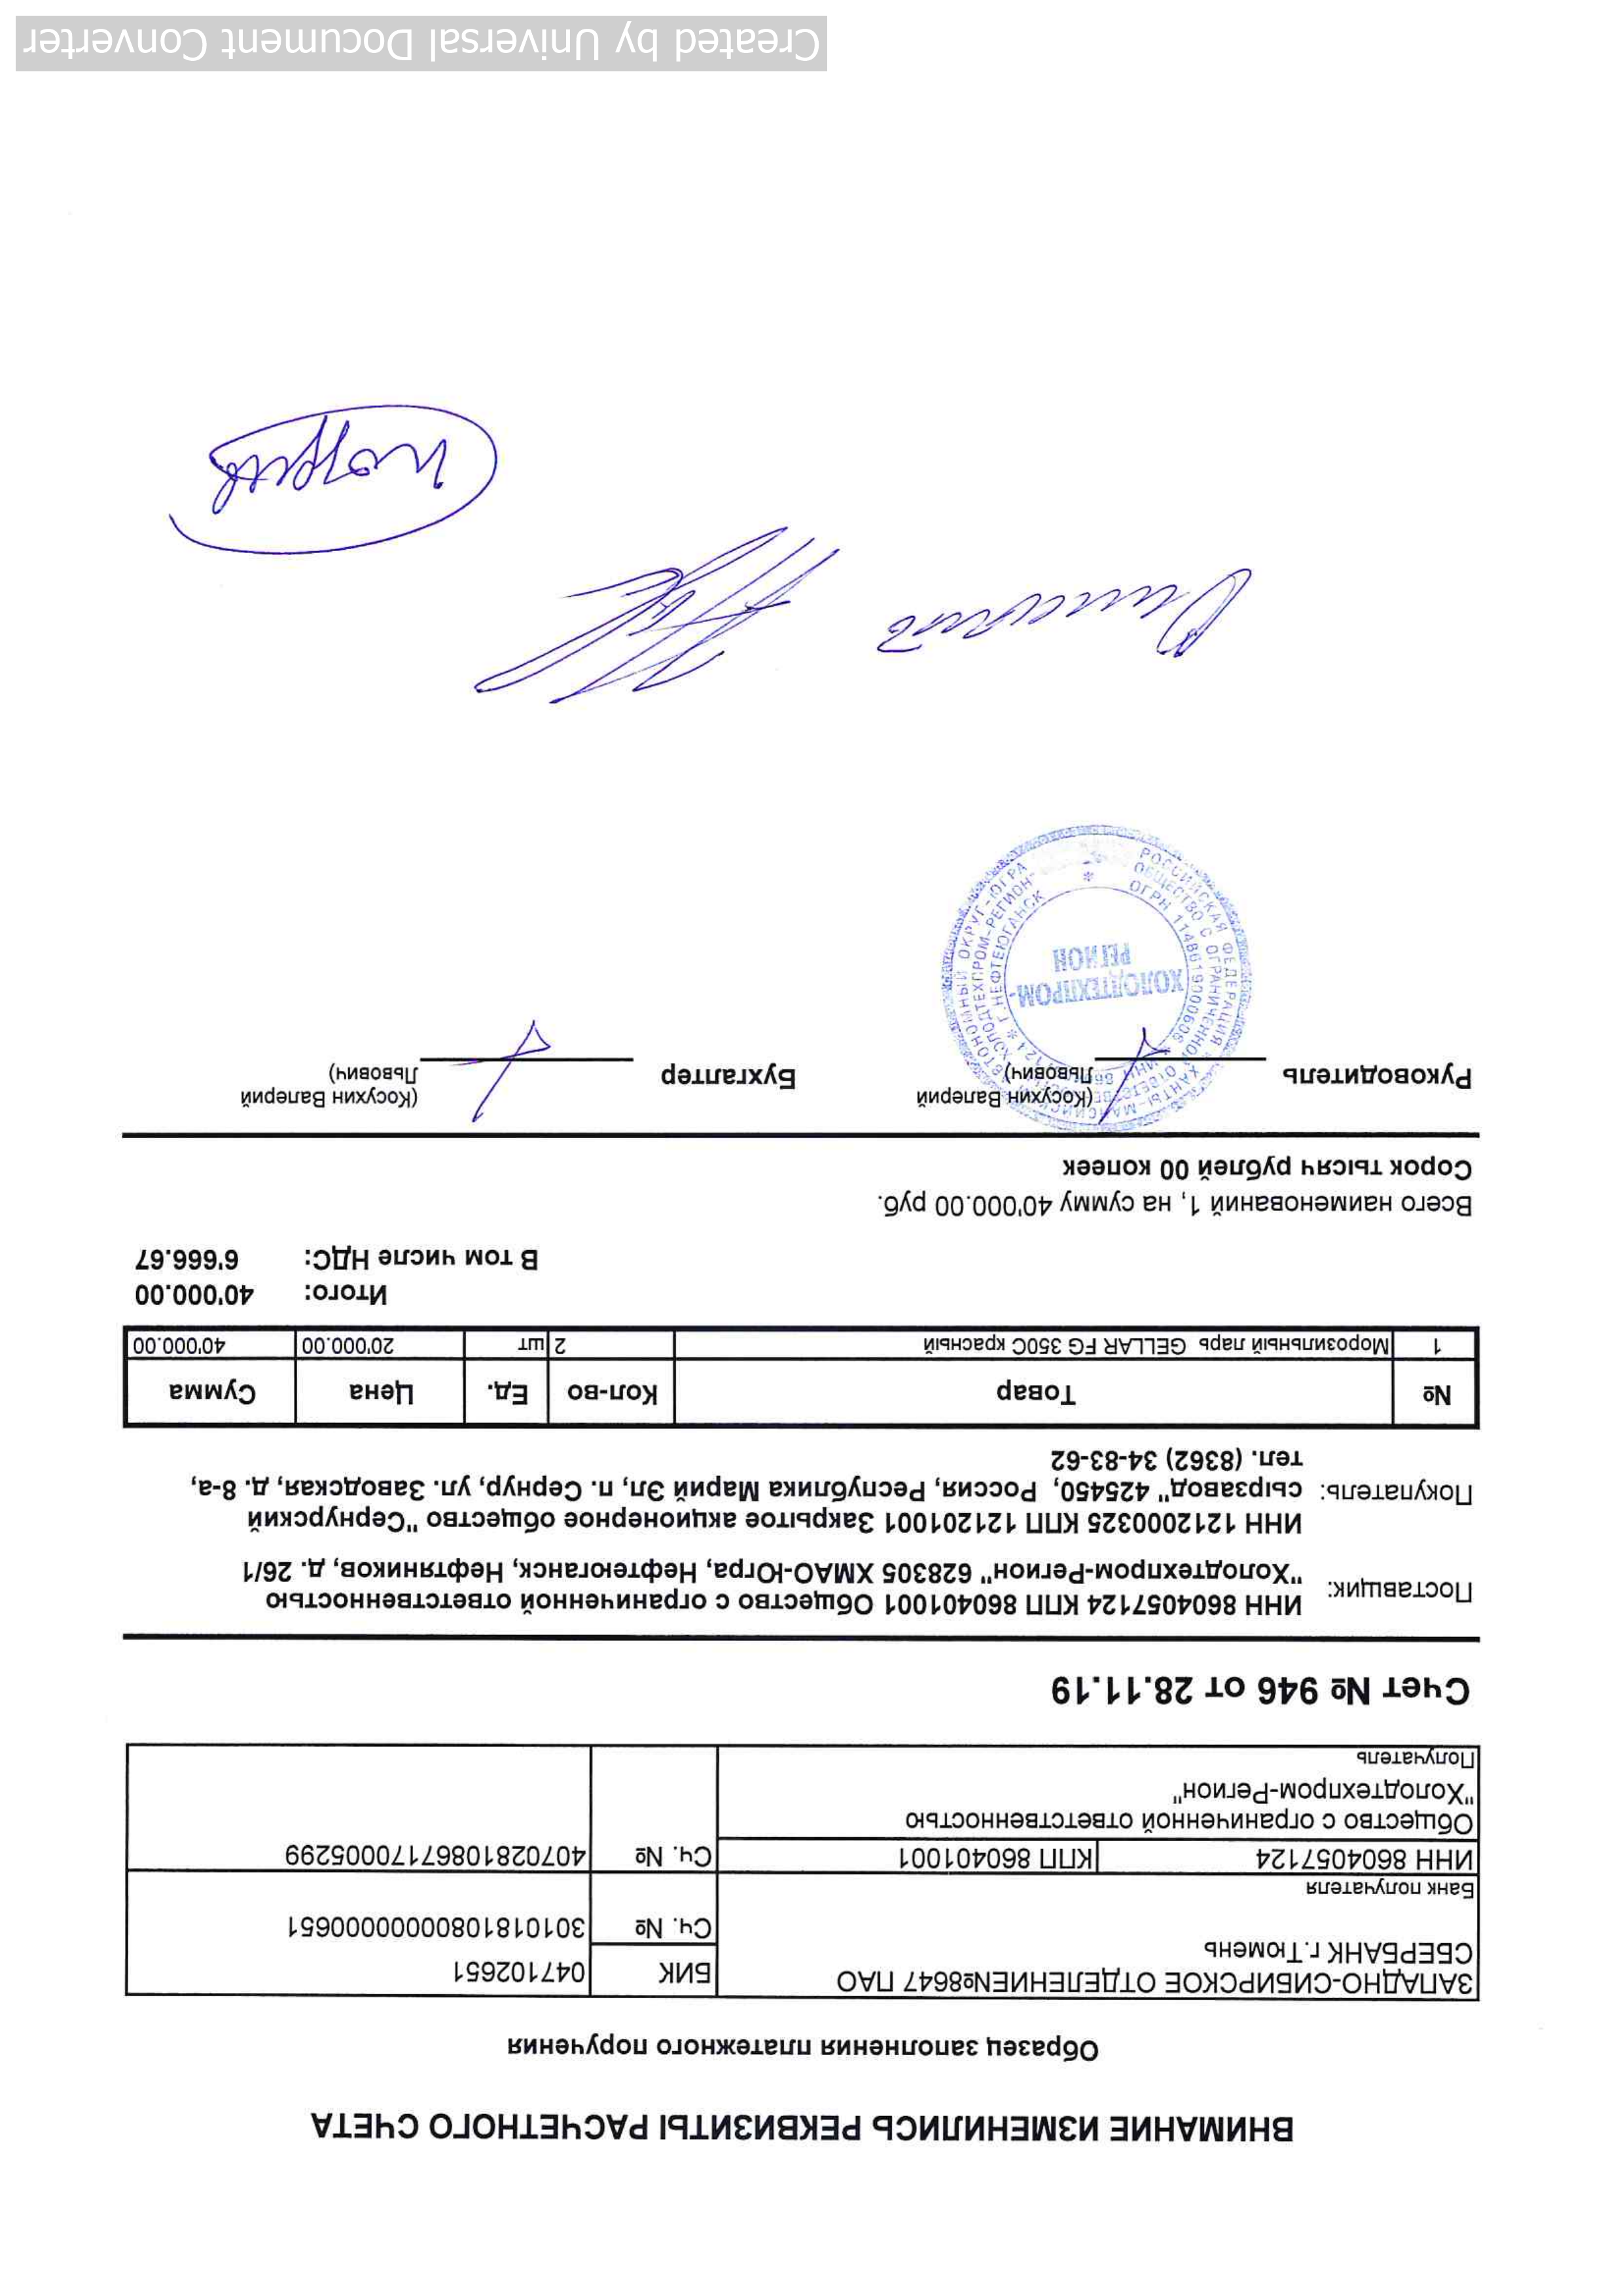 ВНИМАНИЕ ИЗМЕНИЛИСЬ РЕКВИЗИТЫ РАСЧЕТНОГО СЧЕТА
Образец заполнения платежного поручения
ЗАПАДНО-СИБИРСКОЕ ОТДЕЛЕНИЕ№8647 ПАО
СБЕРБАНК г.Тюмень
Банк получателя
БИК 047102651
Сч. № 30101810800000000651
ИНН 8604057124 КПП 860401001
Сч. № 40702810867170005299
Общество с ограниченной ответственностью
"Холодтехпром-Регион"
Получатель
Счет № 946 от 28.11.19
Поставщик: ИНН 8604057124 КПП 860401001 Общество с ограниченной ответственностью
"Холодтехпром-Регион" 628305 ХМАО-Югра, Нефтеюганск, Нефтяников, д. 26/1
Покупатель: ИНН 1212000325 КПП 121201001 Закрытое акционерное общество "Сернурский
сырзавод" 425450, Россия, Республика Марий Эл, п. Сернур, ул. Заводская, д. 8-а,
тел. (8362) 34-83-62
№ Товар Кол-во Ед. Цена Сумма
1 Морозильный ларь GELLAR FG 350C красный 2 шт 20'000.00 40'000.00
Итого: 40'000.00
В том числе НДС: 6'666.67
Всего наименований 1, на сумму 40'000.00 руб.
Сорок тысяч рублей 00 копеек
Руководитель (Косухин Валерий
Львович)
Бухгалтер (Косухин Валерий
Львович)
РОССИЙСКАЯ ФЕДЕРАЦИЯ ХАНТЫ-МАНСИЙСКИЙ АВТОНОМНЫЙ ОКРУГ-ЮГРА
ОБЩЕСТВО С ОГРАНИЧЕННОЙ ОТВЕТСТВЕННОСТЬЮ ХОЛОДТЕХПРОМ-РЕГИОН
ОГРН 1148619000605 * ИНН * Г.НЕФТЕЮГАНСК *
ХОЛОДТЕХПРОМ-
РЕГИОН
Оплатить
Created by Universal Document Converter